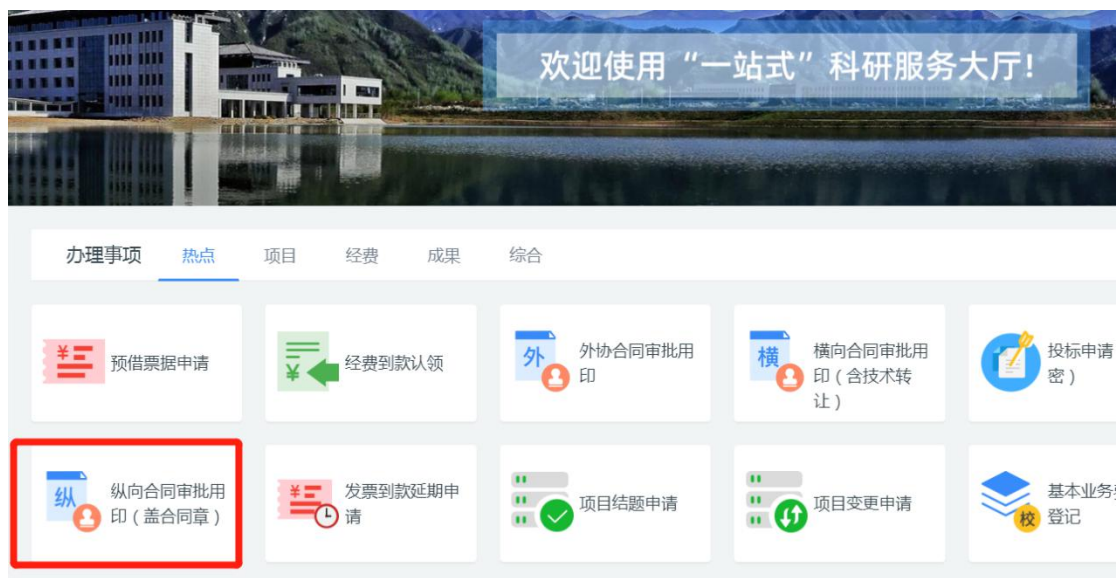 欢迎使用“一站式”科研服务大厅!
办理事项 热点 项目 经费 成果 综合
¥ 预借票据申请
¥ 经费到款认领
外 外协合同审批用
印
横 横向合同审批用
印（含技术转
让）
投标申请
密）
纵 纵向合同审批用
印（盖合同章）
¥ 发票到款延期申
请
项目结题申请
项目变更申请
基本业务
校 登记